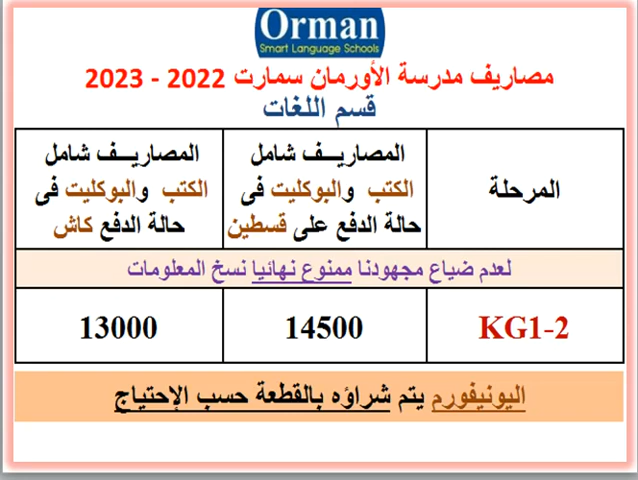 Orman
Smart Language Schools
مصاريف مدرسة الأورمان سمارت 2022 - 2023
قسم اللغات
المرحلة
المصاريــف شامل
الكتب والبوكليت فى
حالة الدفع على قسطين
المصاريــف شامل
الكتب والبوكليت فى
حالة الدفع كاش
لعدم ضياع مجهودنا ممنوع نهائيا نسخ المعلومات
KG1-2
14500
13000
اليونيفورم يتم شراؤه بالقطعة حسب الإحتياج